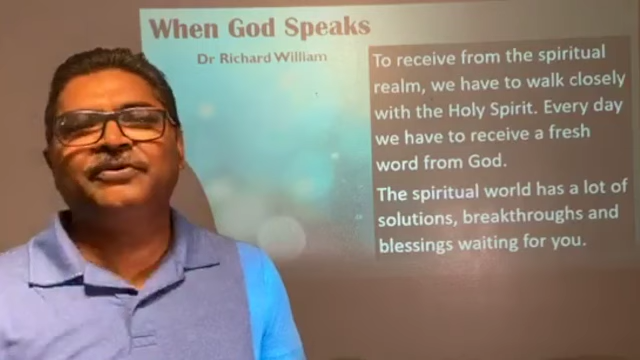 When God Speaks
Dr Richard William
To receive from the spiritual
realm, we have to walk closely
with the Holy Spirit. Every day
we have to receive a fresh
word from God.
The spiritual world has a lot of
solutions, breakthroughs and
blessings waiting for you.